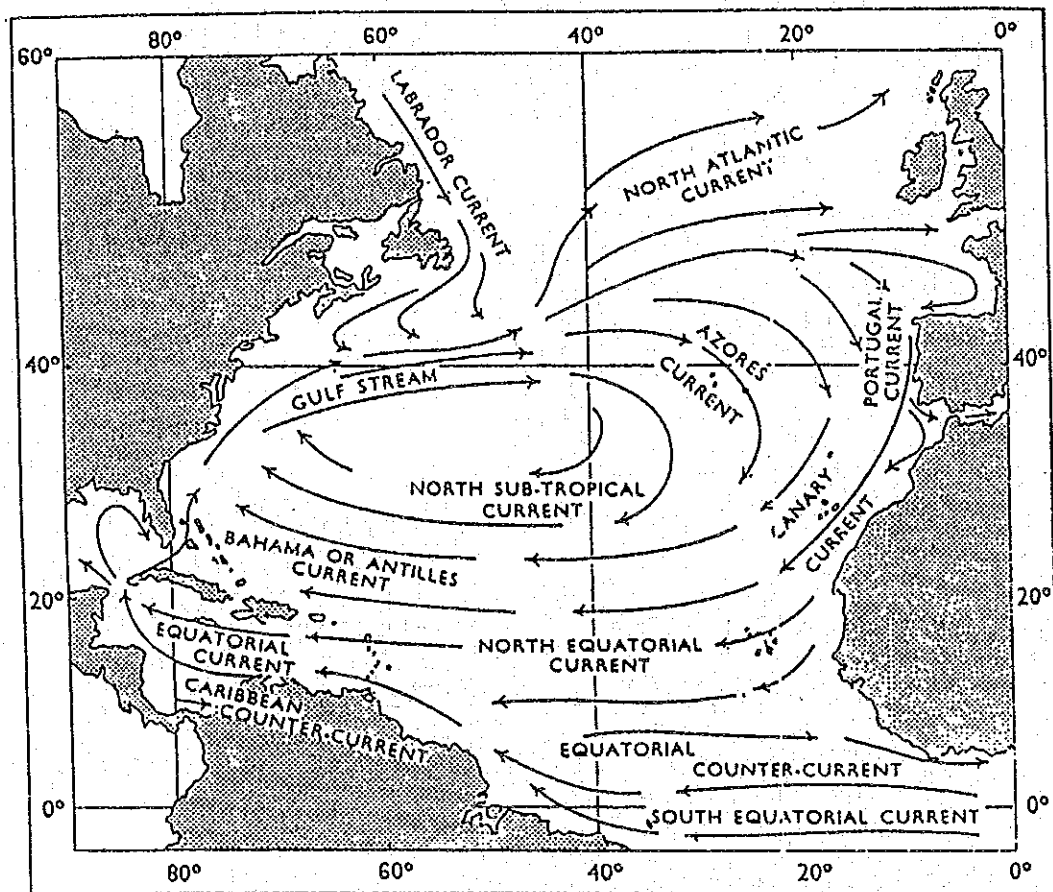 80° 60° 40° 20° 0°
60°
LABRADOR CURRENT
NORTH ATLANTIC
CURRENT
PORTUGAL
CURRENT
40° 40°
AZORES
CURRENT
GULF STREAM
NORTH SUB-TROPICAL
CURRENT
CANARY
CURRENT
BAHAMA OR ANTILLES
CURRENT
20° 20°
EQUATORIAL
CURRENT
NORTH EQUATORIAL
CURRENT
CARIBBEAN
COUNTER-CURRENT
EQUATORIAL
COUNTER-CURRENT
0° 0°
SOUTH EQUATORIAL CURRENT
80° 60° 40° 20° 0°